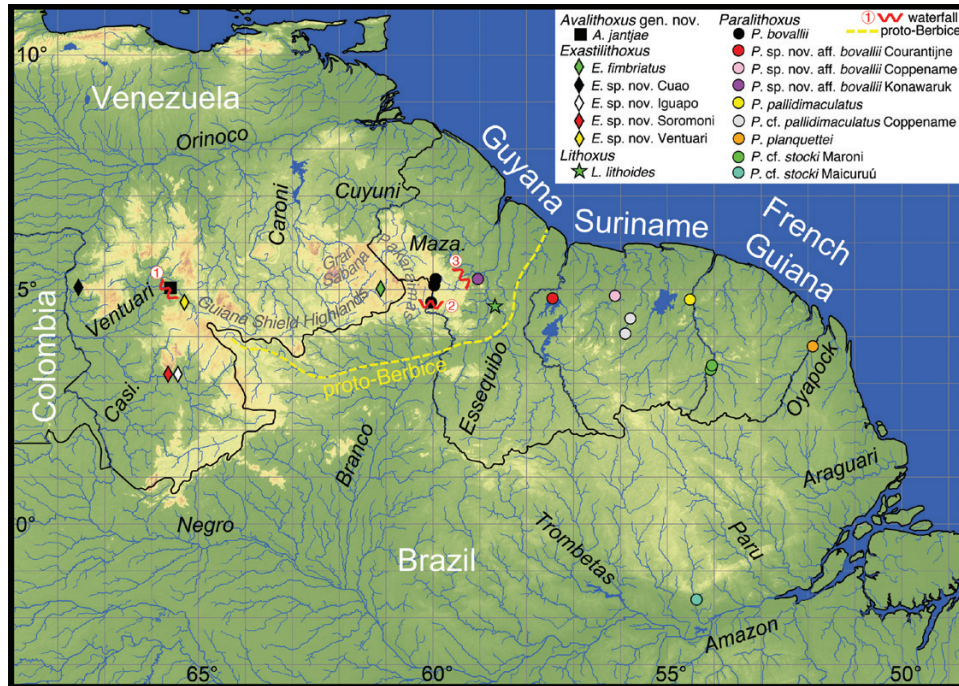 Avalithoxus gen. nov.
A. jantjae
Exastilithoxus
E. fimbriatus
E. sp. nov. Cuao
E. sp. nov. Iguapo
E. sp. nov. Soromoni
E. sp. nov. Ventuari
Lithoxus
L. lithoides
Paralithoxus
P. bovallii
P. sp. nov. aff. bovallii Courantijne
P. sp. nov. aff. bovallii Coppename
P. sp. nov. aff. bovallii Konawaruk
P. pallidimaculatus
P. cf. pallidimaculatus Coppename
P. planquettei
P. cf. stocki Maroni
P. cf. stocki Maicuruú
1 waterfall
proto-Berbice
10°
Venezuela
Orinoco
Guyana
Suriname
French
Guiana
Caroni
Cuyuni
Maza.
Gran
Sabana
Pakaraimas
3
1
5°
2
Ventuari
Guiana Shield Highlands
Colombia
Casi.
proto-Berbice
Essequibo
Oyapock
Branco
Araguari
Negro
0°
Brazil
Trombetas
Paru
Amazon
65°
60°
55°
50°